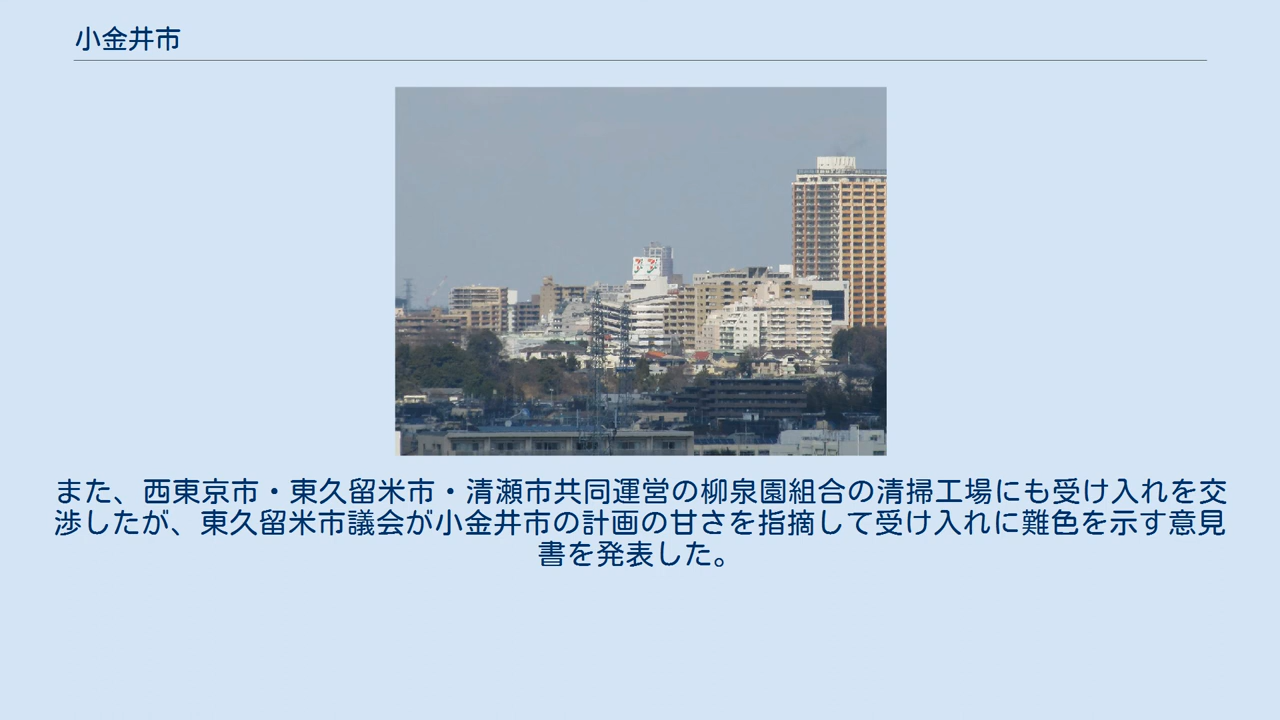 小金井市
また、西東京市・東久留米市・清瀬市共同運営の柳泉園組合の清掃工場にも受け入れを交
渉したが、東久留米市議会が小金井市の計画の甘さを指摘して受け入れに難色を示す意見
書を発表した。